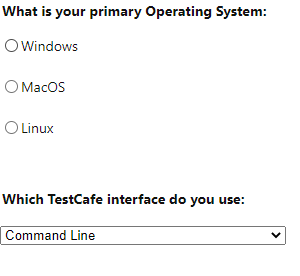 What is your primary Operating System:
Windows
MacOS
Linux
Which TestCafe interface do you use:
Command Line